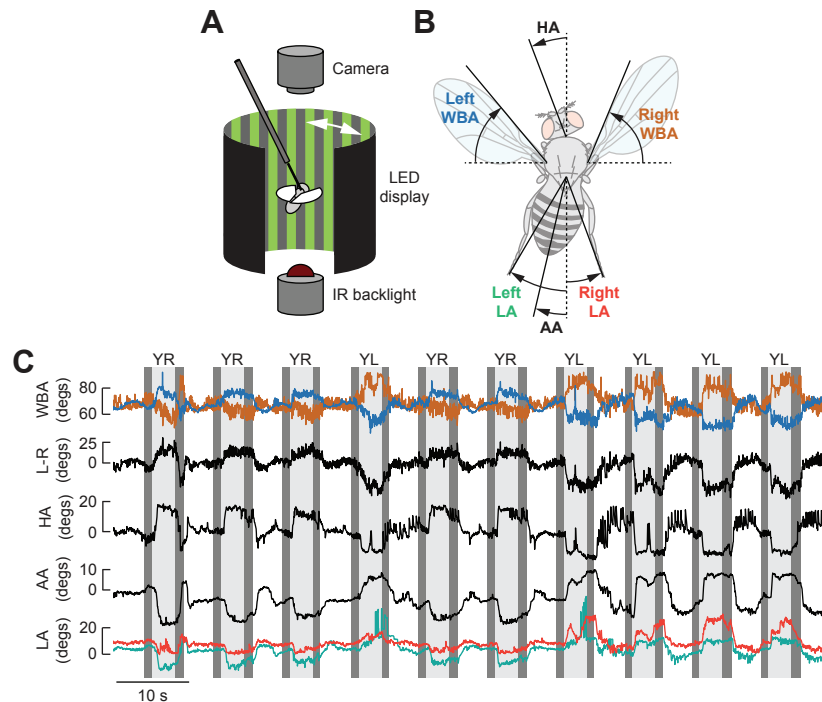 A
Camera
LED
display
IR backlight
B
HA
Left
WBA
Right
WBA
Left
LA
Right
LA
AA
C
YR YR YR YL YR YR YL YL YL YL
WBA
(degs)
80
60
L-R
(degs)
25
0
HA
(degs)
20
0
AA
(degs)
10
0
LA
(degs)
20
0
10 s